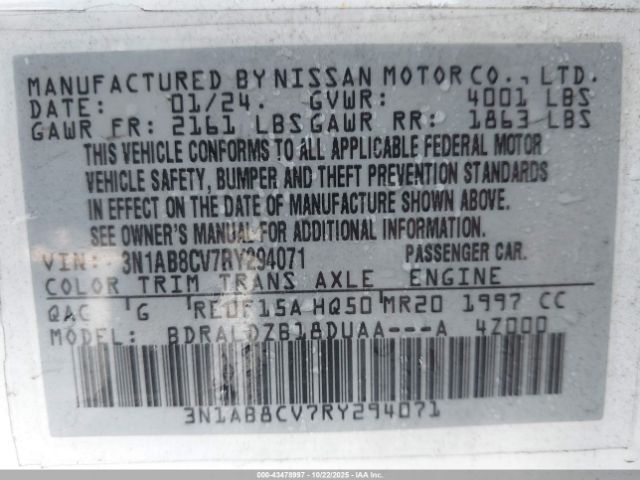 MANUFACTURED BY NISSAN MOTOR CO., LTD.
DATE: 01/24. GVWR: 4001 LBS
GAWR FR: 2161 LBS GAWR RR: 1863 LBS
THIS VEHICLE CONFORMS TO ALL APPLICABLE FEDERAL MOTOR
VEHICLE SAFETY, BUMPER AND THEFT PREVENTION STANDARDS
IN EFFECT ON THE DATE OF MANUFACTURE SHOWN ABOVE.
SEE OWNER'S MANUAL FOR ADDITIONAL INFORMATION.
VIN: 3N1AB8CV7RY294071 PASSENGER CAR.
COLOR TRIM TRANS AXLE ENGINE
QAC G RE0F15A HQ50 MR20 1997 CC
MODEL: BDRALDZB18DUAA---A 4Z000
3N1AB8CV7RY294071
000-43478997 - 10/22/2025 - IAAI.COM